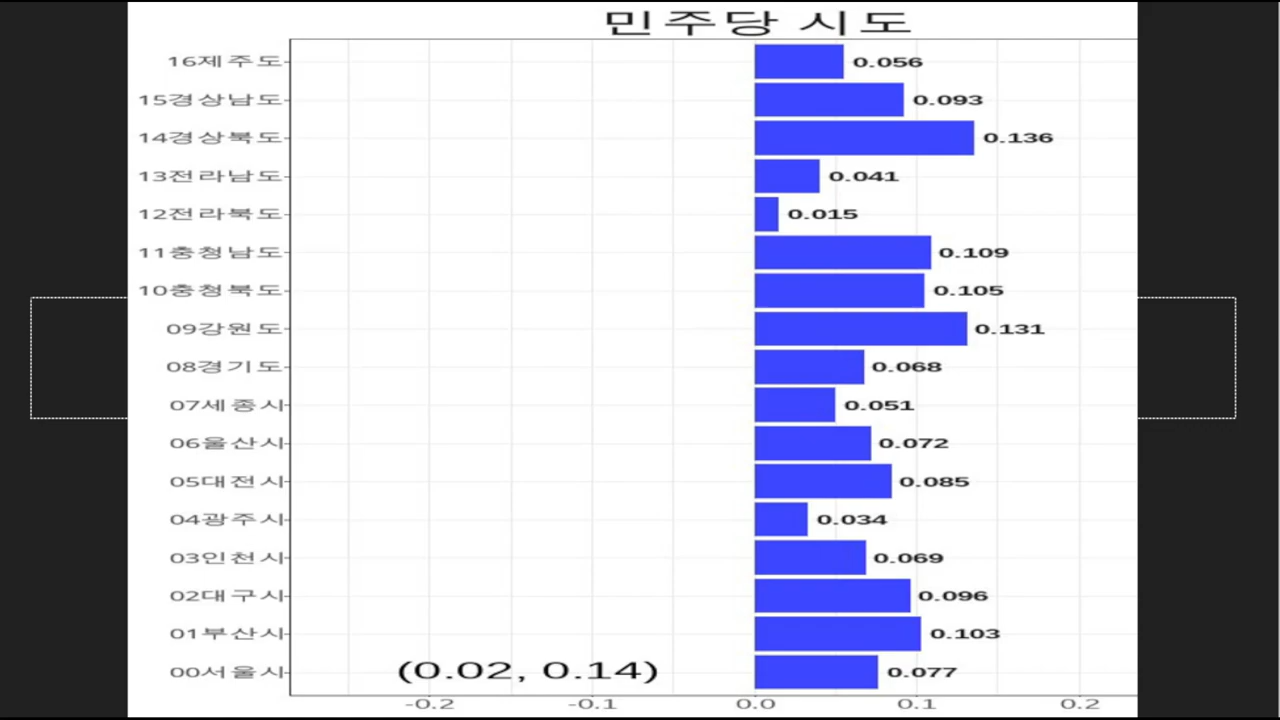 민주당 시도
16제주도 0.056
15경상남도 0.093
14경상북도 0.136
13전라남도 0.041
12전라북도 0.015
11충청남도 0.109
10충청북도 0.105
09강원도 0.131
08경기도 0.068
07세종시 0.051
06울산시 0.072
05대전시 0.085
04광주시 0.034
03인천시 0.069
02대구시 0.096
01부산시 0.103
00서울시 (0.02, 0.14) 0.077
-0.2 -0.1 0.0 0.1 0.2